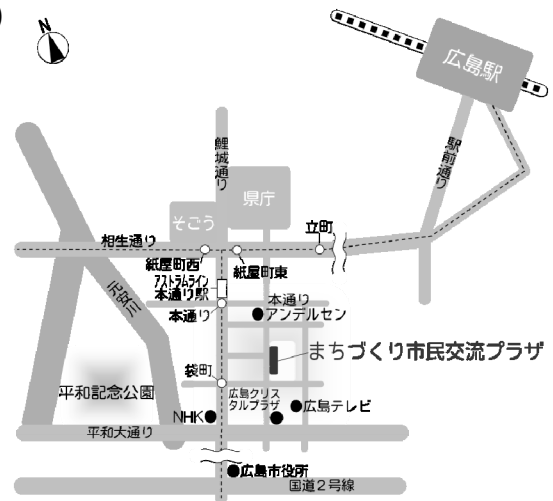 N
広島駅
鯉城通り
県庁
そごう
駅前通り
相生通り
立町
紙屋町西
紙屋町東
アストラムライン
本通り駅
本通り
本通り
アンデルセン
元安川
まちづくり市民交流プラザ
袋町
平和記念公園
広島クリス
タルプラザ
広島テレビ
NHK
平和大通り
広島市役所
国道2号線